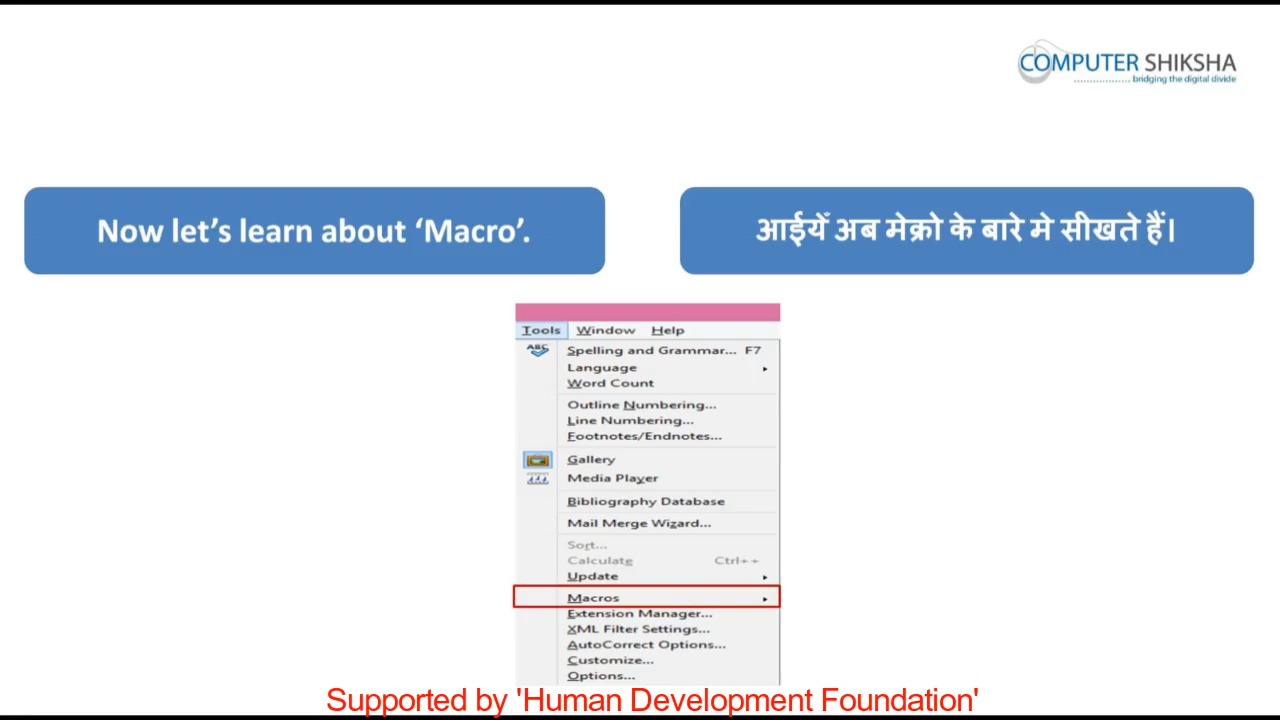 COMPUTER SHIKSHA
.................. bridging the digital divide
Now let’s learn about ‘Macro’.
आईयेँ अब मेक्रो के बारे मे सीखते हैं।
Tools Window Help
ABC Spelling and Grammar... F7
Language
Word Count
Outline Numbering...
Line Numbering...
Footnotes/Endnotes...
Gallery
Media Player
Bibliography Database
Mail Merge Wizard...
Sort...
Calculate Ctrl++
Update
Macros
Extension Manager...
XML Filter Settings...
AutoCorrect Options...
Customize...
Options...
Supported by 'Human Development Foundation'